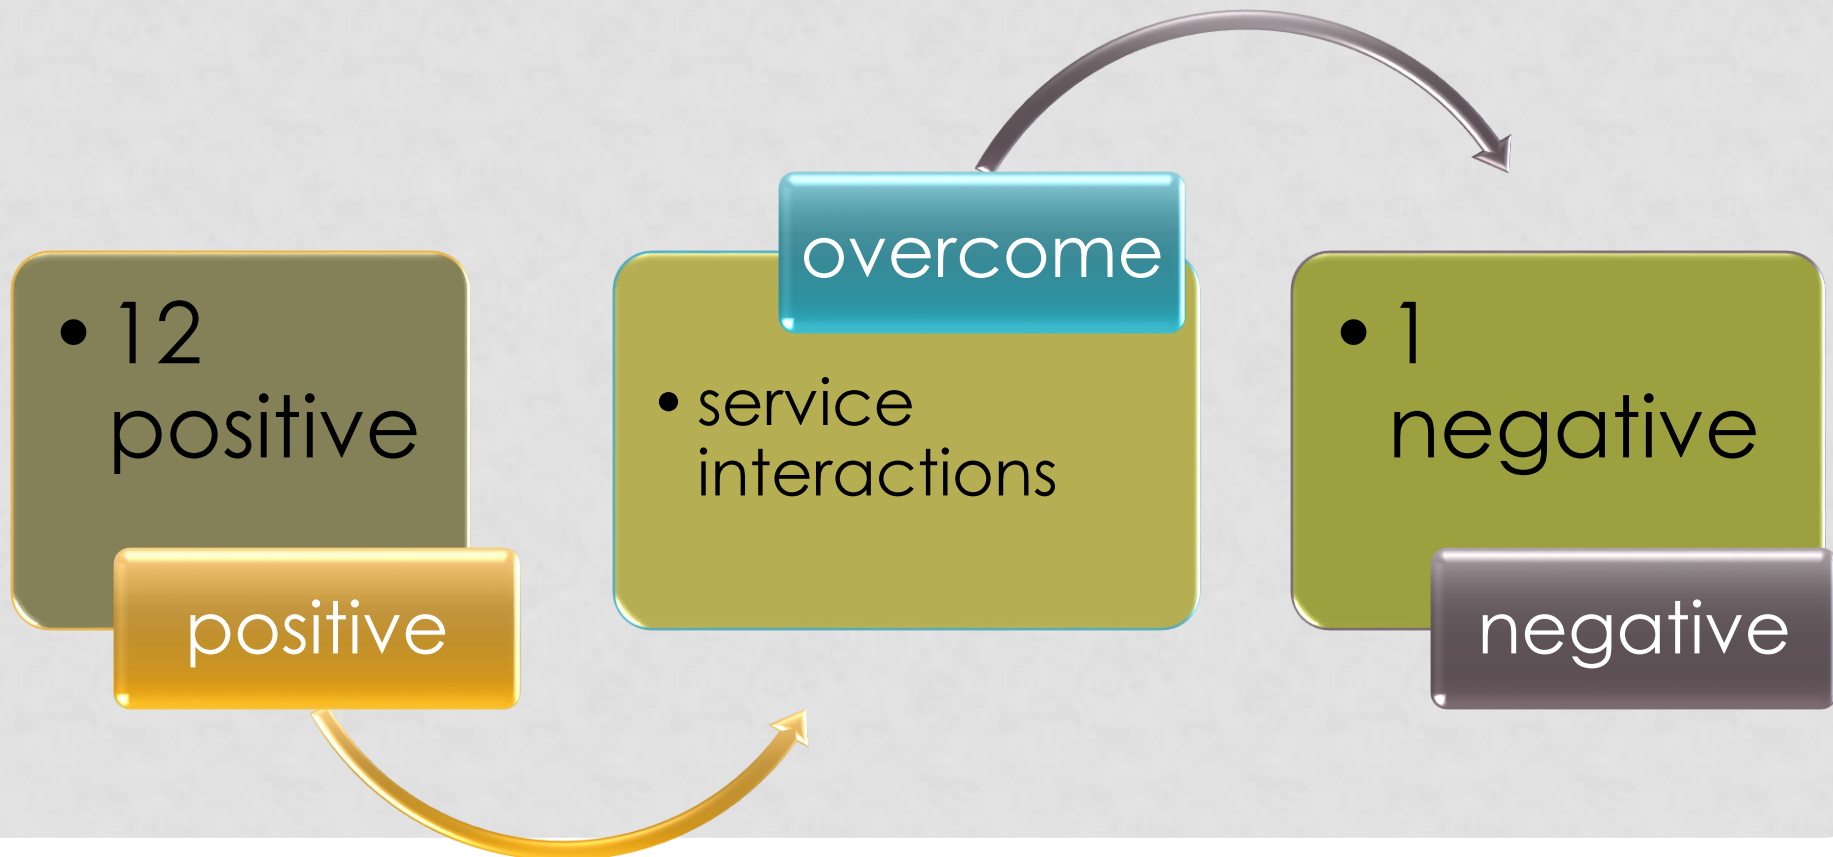 • 12
positive
positive
overcome
• service
interactions
• 1
negative
negative